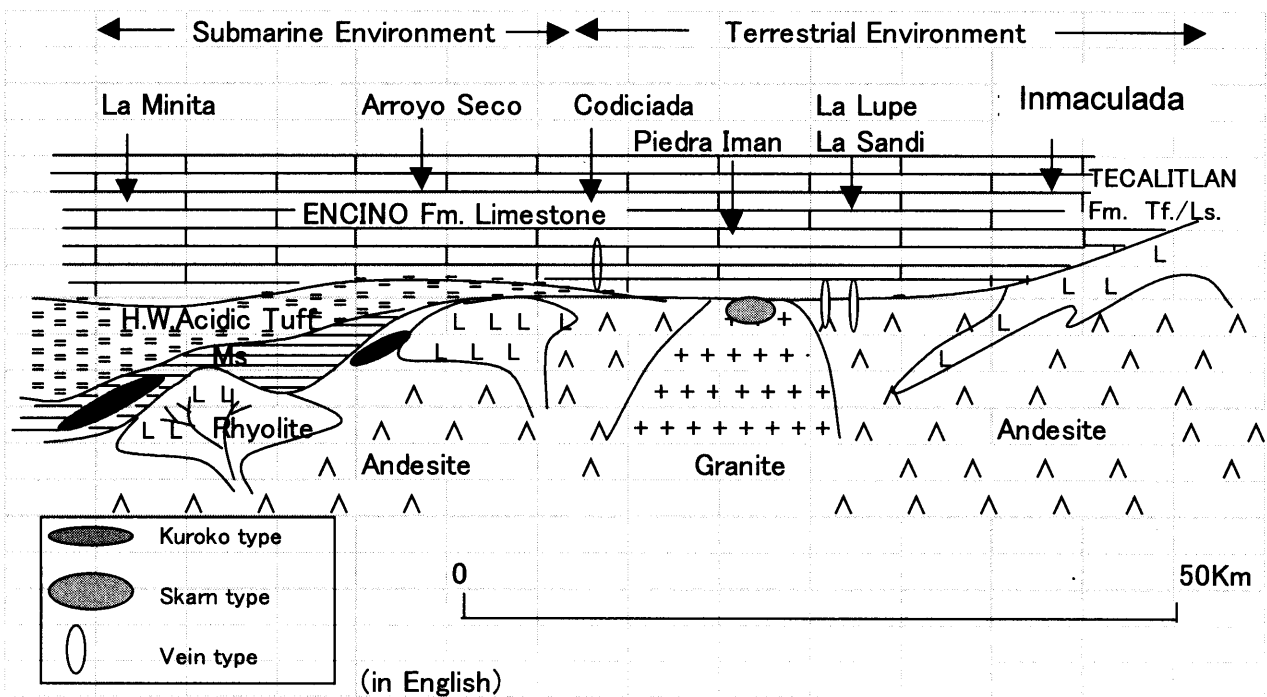 Submarine Environment
Terrestrial Environment
La Minita
Arroyo Seco
Codiciada
La Lupe
Inmaculada
Piedra Iman
La Sandi
TECALITLAN
ENCINO Fm. Limestone
Fm. Tf./Ls.
H.W.Acidic Tuff
Ms
Rhyolite
Andesite
Granite
Andesite
Kuroko type
Skarn type
Vein type
0
50Km
(in English)